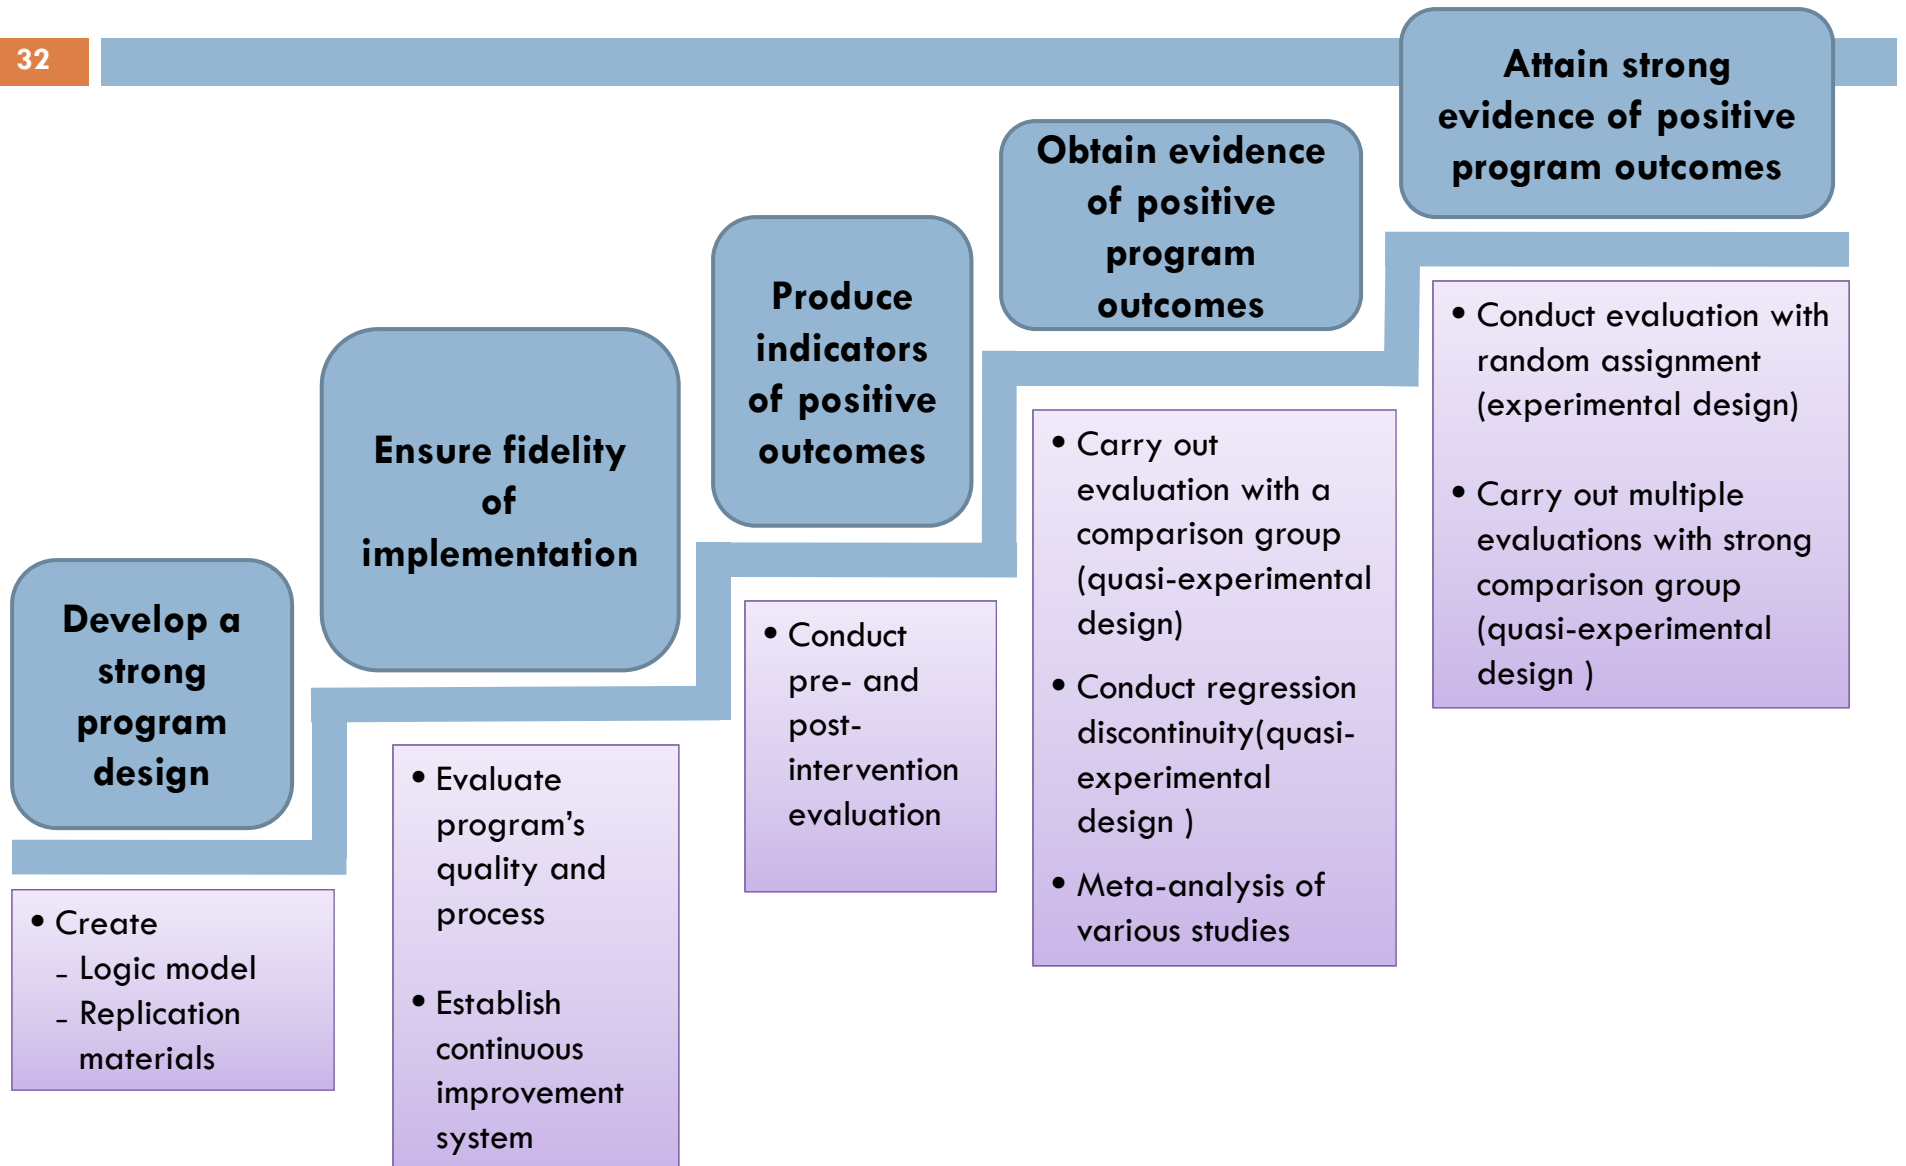 32
Develop a
strong
program
design
• Create
- Logic model
- Replication
materials
Ensure fidelity
of
implementation
• Evaluate
program’s
quality and
process
• Establish
continuous
improvement
system
Produce
indicators
of positive
outcomes
• Conduct
pre- and
post-
intervention
evaluation
Obtain evidence
of positive
program
outcomes
• Carry out
evaluation with a
comparison group
(quasi-experimental
design)
• Conduct regression
discontinuity(quasi-
experimental
design )
• Meta-analysis of
various studies
Attain strong
evidence of positive
program outcomes
• Conduct evaluation with
random assignment
(experimental design)
• Carry out multiple
evaluations with strong
comparison group
(quasi-experimental
design )